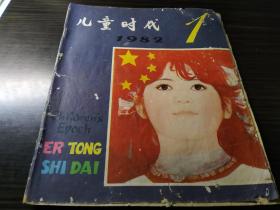 儿童时代
1982
1
Children's
Epoch
ER TONG
SHI DAI